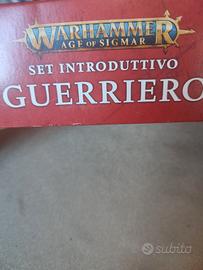 WARHAMMER
AGE OF SIGMAR
SET INTRODUTTIVO
GUERRIERO
subito